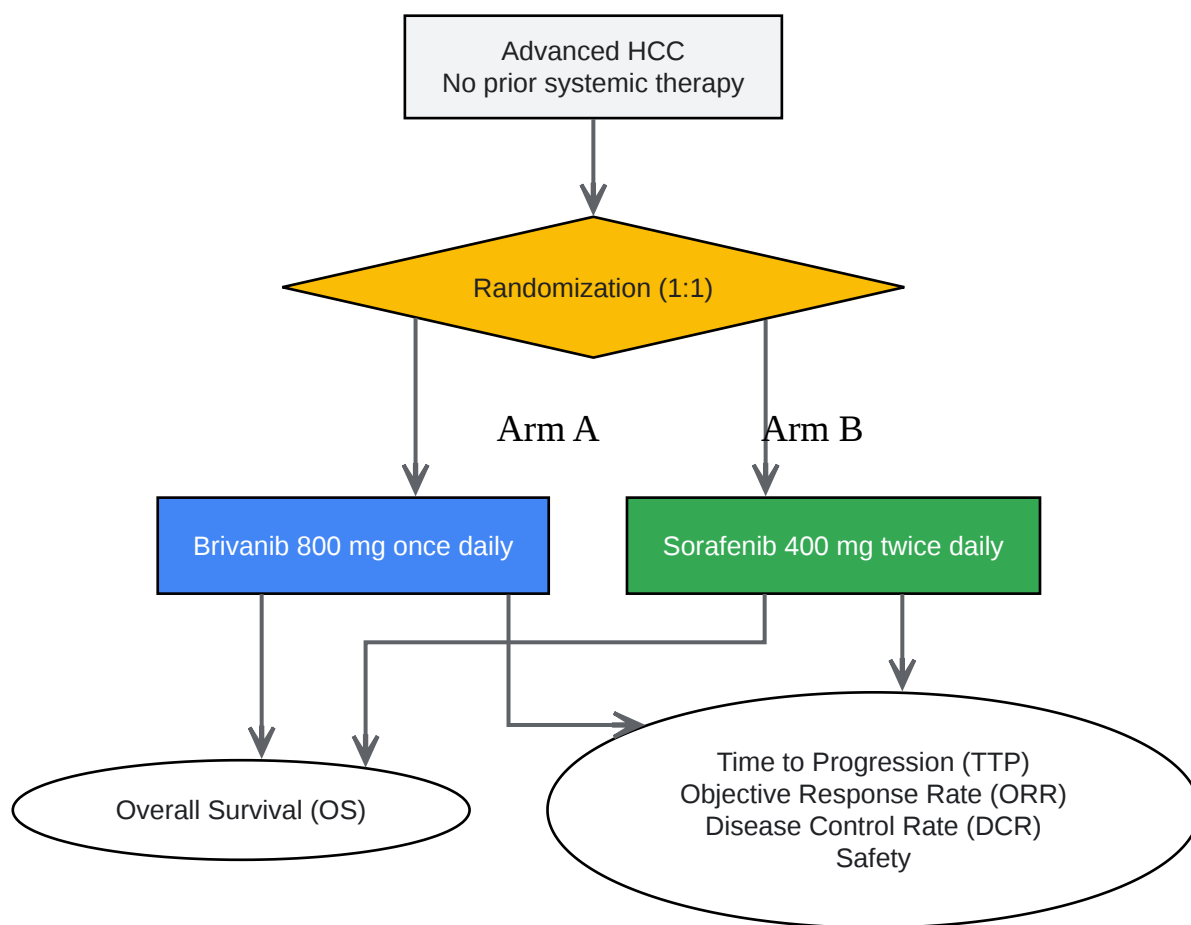 Advanced HCC
No prior systemic therapy
Randomization (1:1)
Arm A
Arm B
Brivanib 800 mg once daily
Sorafenib 400 mg twice daily
Overall Survival (OS)
Time to Progression (TTP)
Objective Response Rate (ORR)
Disease Control Rate (DCR)
Safety